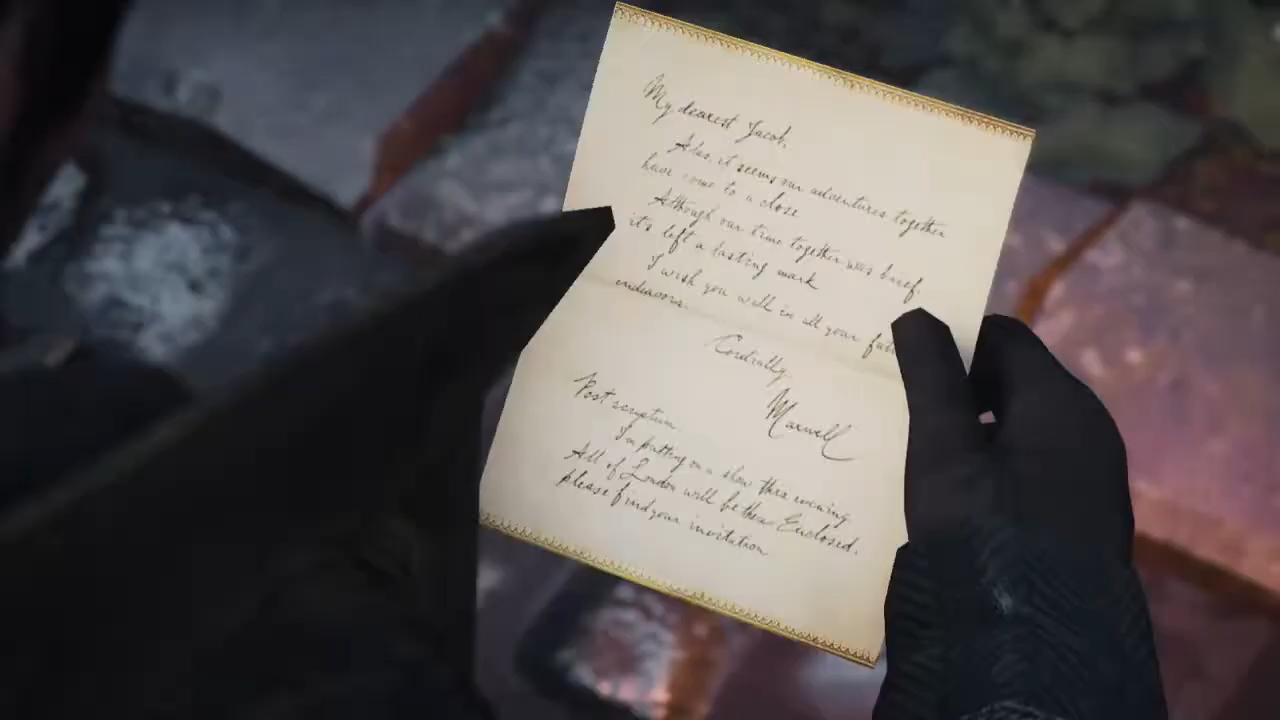 My dearest Jacob,
Alas, it seems our adventures together
have come to a close
Although our time together was brief,
it's left a lasting mark
I wish you well in all your
endeavors.
Cordially,
Maxwell
Post scriptum
I'm putting on a show this evening.
All of London will be there Enclosed,
please find your invitation